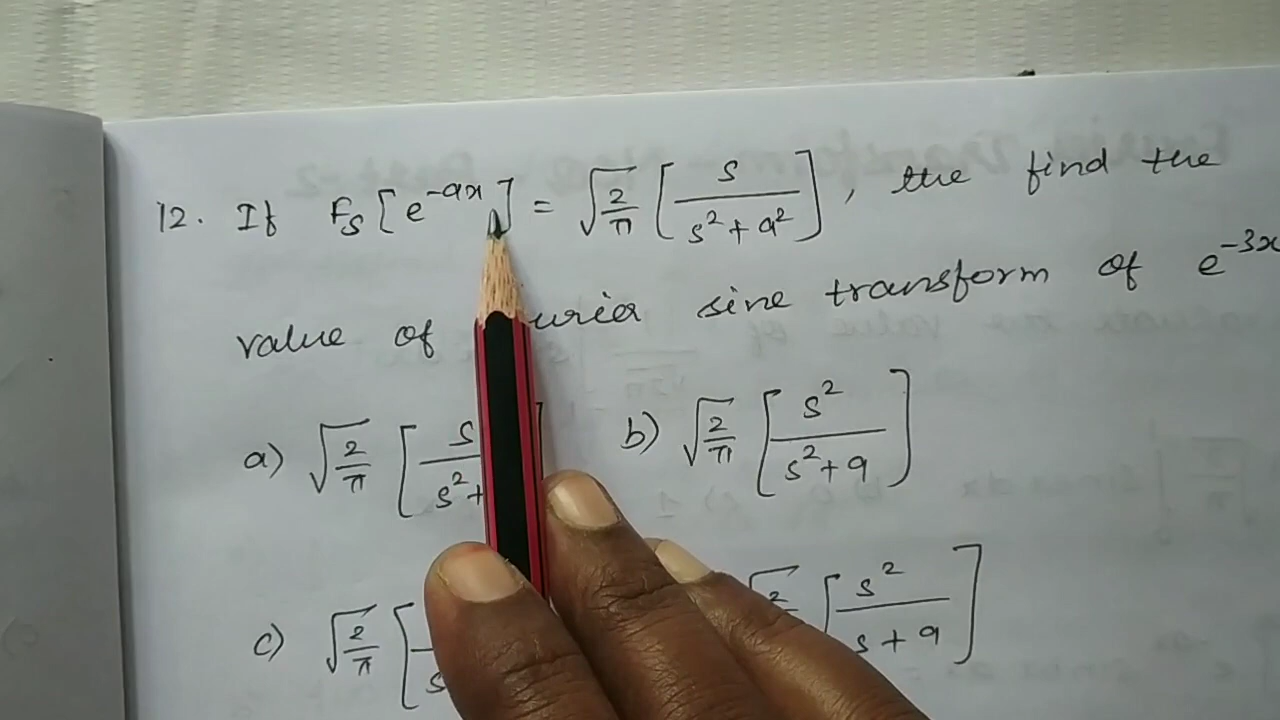 12. If Fs[e^-ax] = √(2/π) [s/(s²+a²)], the find the
value of sine transform of e^-3x
a) √(2/π) [s/s²+ b) √(2/π) [s²/(s²+9)]
c) √(2/π) [ s √(2/π) [s²/(s+9)]